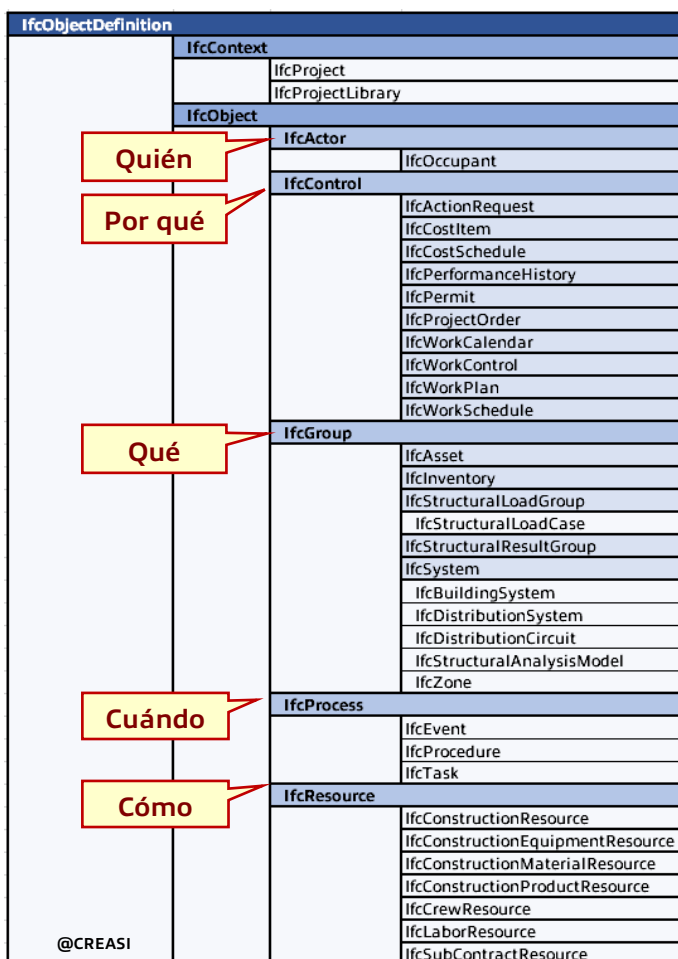 IfcObjectDefinition
IfcContext
IfcProject
IfcProjectLibrary
IfcObject
IfcActor
Quién
IfcOccupant
IfcControl
Por qué
IfcActionRequest
IfcCostItem
IfcCostSchedule
IfcPerformanceHistory
IfcPermit
IfcProjectOrder
IfcWorkCalendar
IfcWorkControl
IfcWorkPlan
IfcWorkSchedule
IfcGroup
Qué
IfcAsset
IfcInventory
IfcStructuralLoadGroup
IfcStructuralLoadCase
IfcStructuralResultGroup
IfcSystem
IfcBuildingSystem
IfcDistributionSystem
IfcDistributionCircuit
IfcStructuralAnalysisModel
IfcZone
IfcProcess
Cuándo
IfcEvent
IfcProcedure
IfcTask
IfcResource
Cómo
IfcConstructionResource
IfcConstructionEquipmentResource
IfcConstructionMaterialResource
IfcConstructionProductResource
IfcCrewResource
IfcLaborResource
@CREASI
IfcSubContractResource